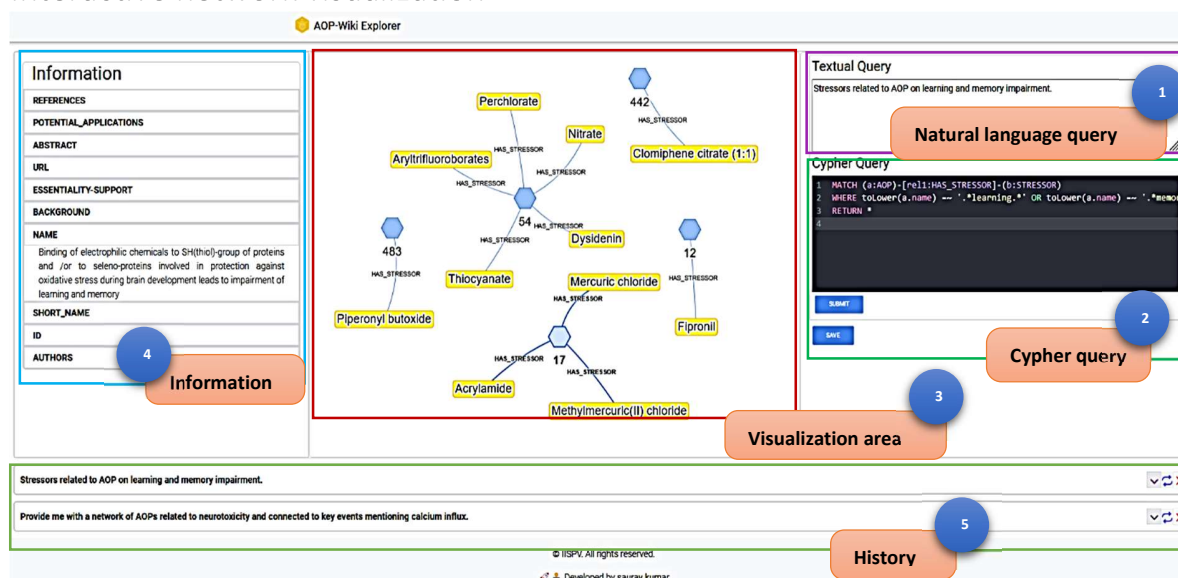 AOP-Wiki Explorer
Information
REFERENCES
POTENTIAL_APPLICATIONS
ABSTRACT
URL
ESSENTIALITY-SUPPORT
BACKGROUND
NAME
Binding of electrophilic chemicals to SH(thiol)-group of proteins
and /or to seleno-proteins involved in protection against
oxidative stress during brain development leads to impairment of
learning and memory
SHORT_NAME
ID
AUTHORS
4
Information
Perchlorate
HAS_STRESSOR
Nitrate
HAS_STRESSOR
Aryltrifluoroborates
HAS_STRESSOR
54
HAS_STRESSOR
Dysidenin
HAS_STRESSOR
Thiocyanate
442
HAS_STRESSOR
Clomiphene citrate (1:1)
483
HAS_STRESSOR
Piperonyl butoxide
12
HAS_STRESSOR
Fipronil
Mercuric chloride
HAS_STRESSOR
17
HAS_STRESSOR
Acrylamide
HAS_STRESSOR
Methylmercuric(II) chloride
3
Visualization area
Textual Query
Stressors related to AOP on learning and memory impairment.
1
Natural language query
Cypher Query
1 MATCH (a:AOP)-[rel1:HAS_STRESSOR]-(b:STRESSOR)
2 WHERE toLower(a.name) =~ '.*learning.*' OR toLower(a.name) =~ '.*memor
3 RETURN *
4
SUBMIT
SAVE
2
Cypher query
Stressors related to AOP on learning and memory impairment.
Provide me with a network of AOPs related to neurotoxicity and connected to key events mentioning calcium influx.
5
History
© IISPV. All rights reserved.
Developed by saurav kumar